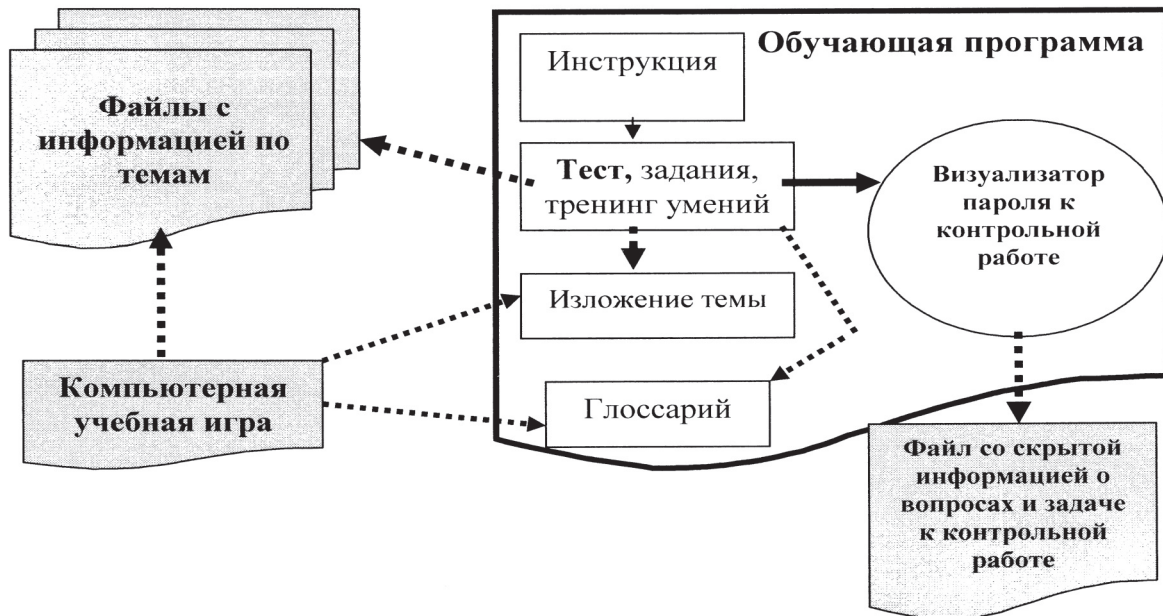 Обучающая программа
Инструкция
Файлы с
информацией по
темам
Тест, задания,
тренинг умений
Визуализатор
пароля к
контрольной
работе
Изложение темы
Компьютерная
учебная игра
Глоссарий
Файл со скрытой
информацией о
вопросах и задаче
к контрольной
работе